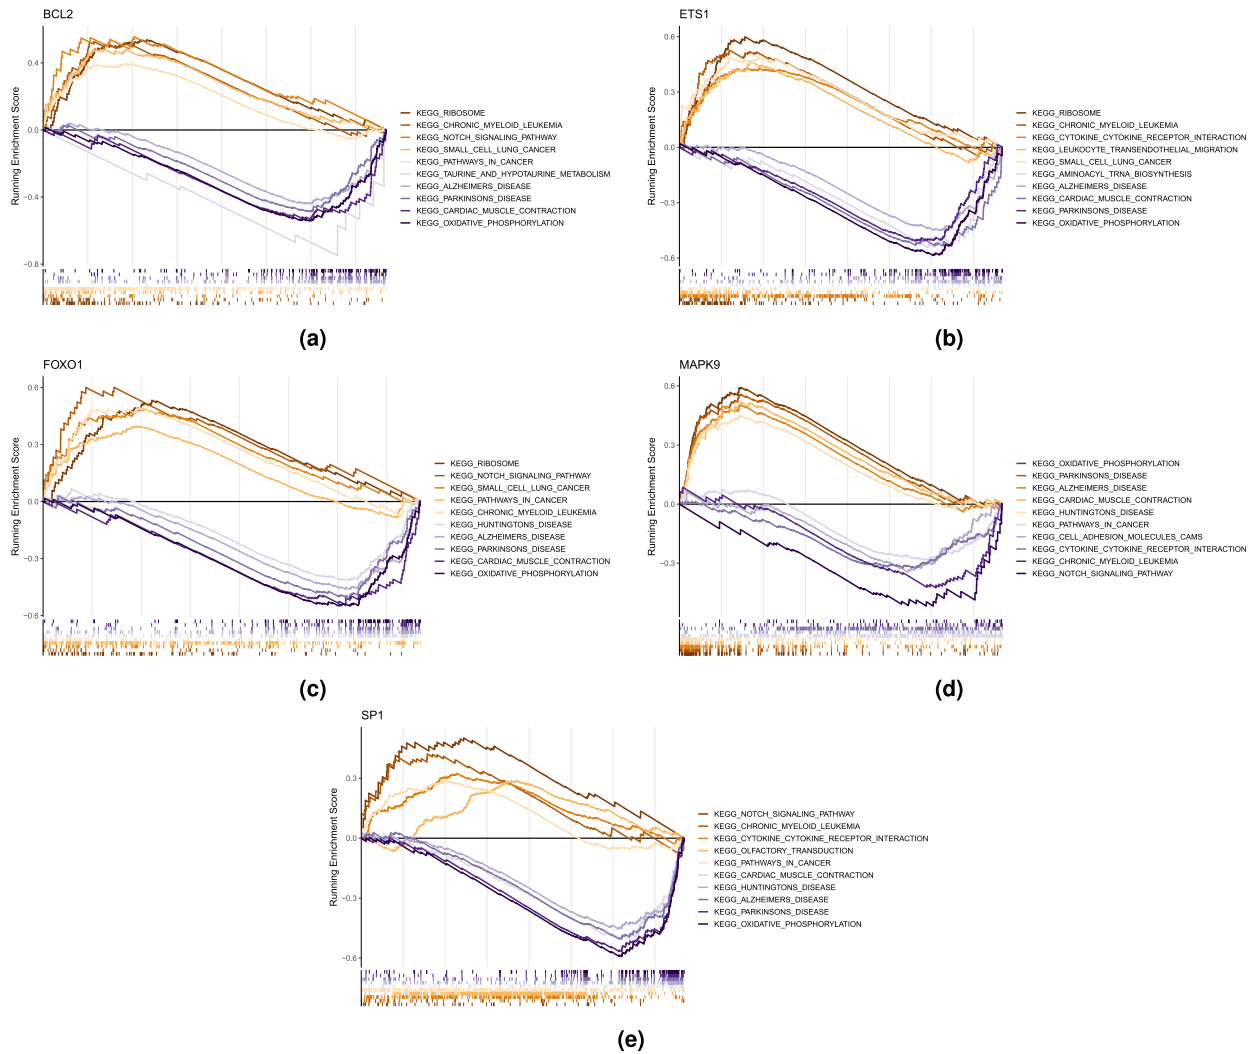 BCL2
Running Enrichment Score
0.4
0.0
−0.4
−0.8
KEGG_RIBOSOME
KEGG_CHRONIC_MYELOID_LEUKEMIA
KEGG_NOTCH_SIGNALING_PATHWAY
KEGG_SMALL_CELL_LUNG_CANCER
KEGG_PATHWAYS_IN_CANCER
KEGG_TAURINE_AND_HYPOTAURINE_METABOLISM
KEGG_ALZHEIMERS_DISEASE
KEGG_PARKINSONS_DISEASE
KEGG_CARDIAC_MUSCLE_CONTRACTION
KEGG_OXIDATIVE_PHOSPHORYLATION
(a)
ETS1
Running Enrichment Score
0.6
0.3
0.0
−0.3
−0.6
KEGG_RIBOSOME
KEGG_CHRONIC_MYELOID_LEUKEMIA
KEGG_CYTOKINE_CYTOKINE_RECEPTOR_INTERACTION
KEGG_LEUKOCYTE_TRANSENDOTHELIAL_MIGRATION
KEGG_SMALL_CELL_LUNG_CANCER
KEGG_AMINOACYL_TRNA_BIOSYNTHESIS
KEGG_ALZHEIMERS_DISEASE
KEGG_CARDIAC_MUSCLE_CONTRACTION
KEGG_PARKINSONS_DISEASE
KEGG_OXIDATIVE_PHOSPHORYLATION
(b)
FOXO1
Running Enrichment Score
0.6
0.3
0.0
−0.3
−0.6
KEGG_RIBOSOME
KEGG_NOTCH_SIGNALING_PATHWAY
KEGG_SMALL_CELL_LUNG_CANCER
KEGG_PATHWAYS_IN_CANCER
KEGG_CHRONIC_MYELOID_LEUKEMIA
KEGG_HUNTINGTONS_DISEASE
KEGG_ALZHEIMERS_DISEASE
KEGG_PARKINSONS_DISEASE
KEGG_CARDIAC_MUSCLE_CONTRACTION
KEGG_OXIDATIVE_PHOSPHORYLATION
(c)
MAPK9
Running Enrichment Score
0.6
0.3
0.0
−0.3
KEGG_OXIDATIVE_PHOSPHORYLATION
KEGG_PARKINSONS_DISEASE
KEGG_ALZHEIMERS_DISEASE
KEGG_CARDIAC_MUSCLE_CONTRACTION
KEGG_HUNTINGTONS_DISEASE
KEGG_PATHWAYS_IN_CANCER
KEGG_CELL_ADHESION_MOLECULES_CAMS
KEGG_CYTOKINE_CYTOKINE_RECEPTOR_INTERACTION
KEGG_CHRONIC_MYELOID_LEUKEMIA
KEGG_NOTCH_SIGNALING_PATHWAY
(d)
SP1
Running Enrichment Score
0.3
0.0
−0.3
−0.6
KEGG_NOTCH_SIGNALING_PATHWAY
KEGG_CHRONIC_MYELOID_LEUKEMIA
KEGG_CYTOKINE_CYTOKINE_RECEPTOR_INTERACTION
KEGG_OLFACTORY_TRANSDUCTION
KEGG_PATHWAYS_IN_CANCER
KEGG_CARDIAC_MUSCLE_CONTRACTION
KEGG_HUNTINGTONS_DISEASE
KEGG_ALZHEIMERS_DISEASE
KEGG_PARKINSONS_DISEASE
KEGG_OXIDATIVE_PHOSPHORYLATION
(e)